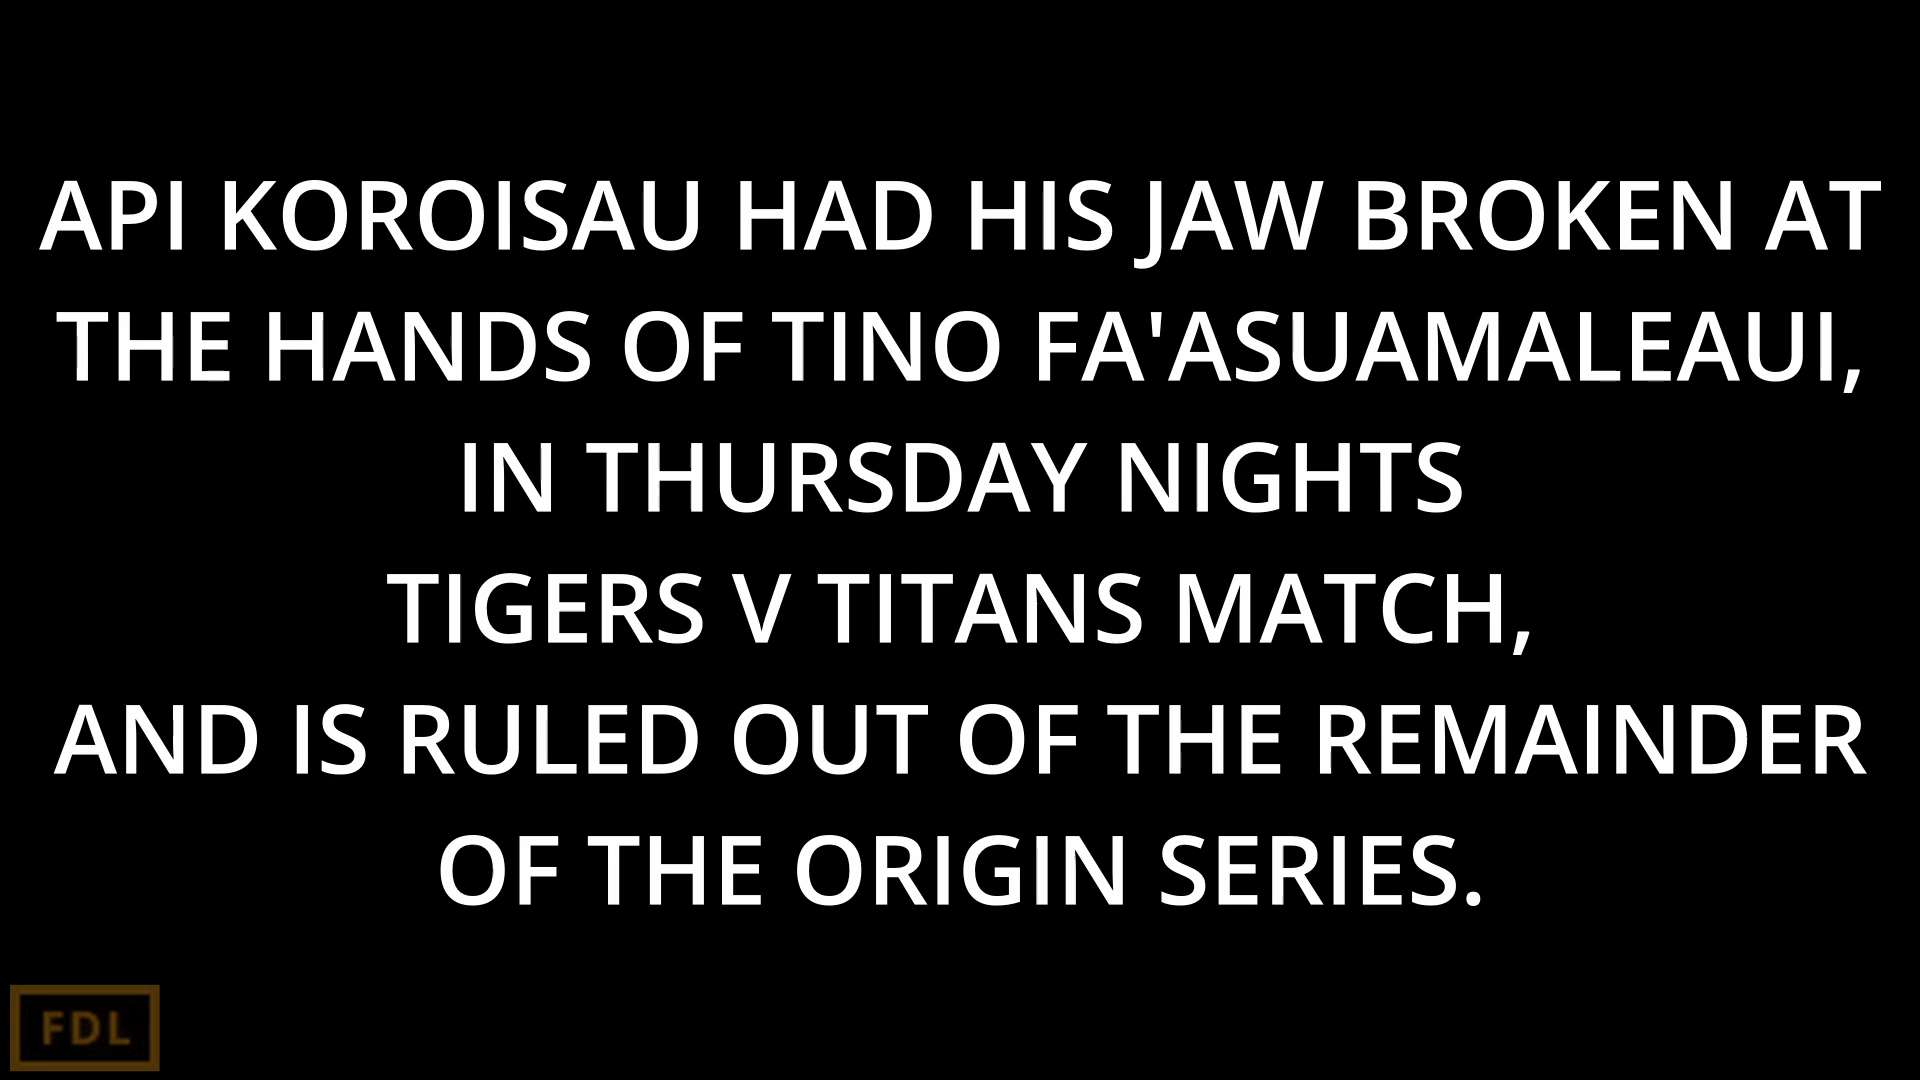 API KOROISAU HAD HIS JAW BROKEN AT
THE HANDS OF TINO FA'ASUAMALEAUI,
IN THURSDAY NIGHTS
TIGERS V TITANS MATCH,
AND IS RULED OUT OF THE REMAINDER
OF THE ORIGIN SERIES.
FDL